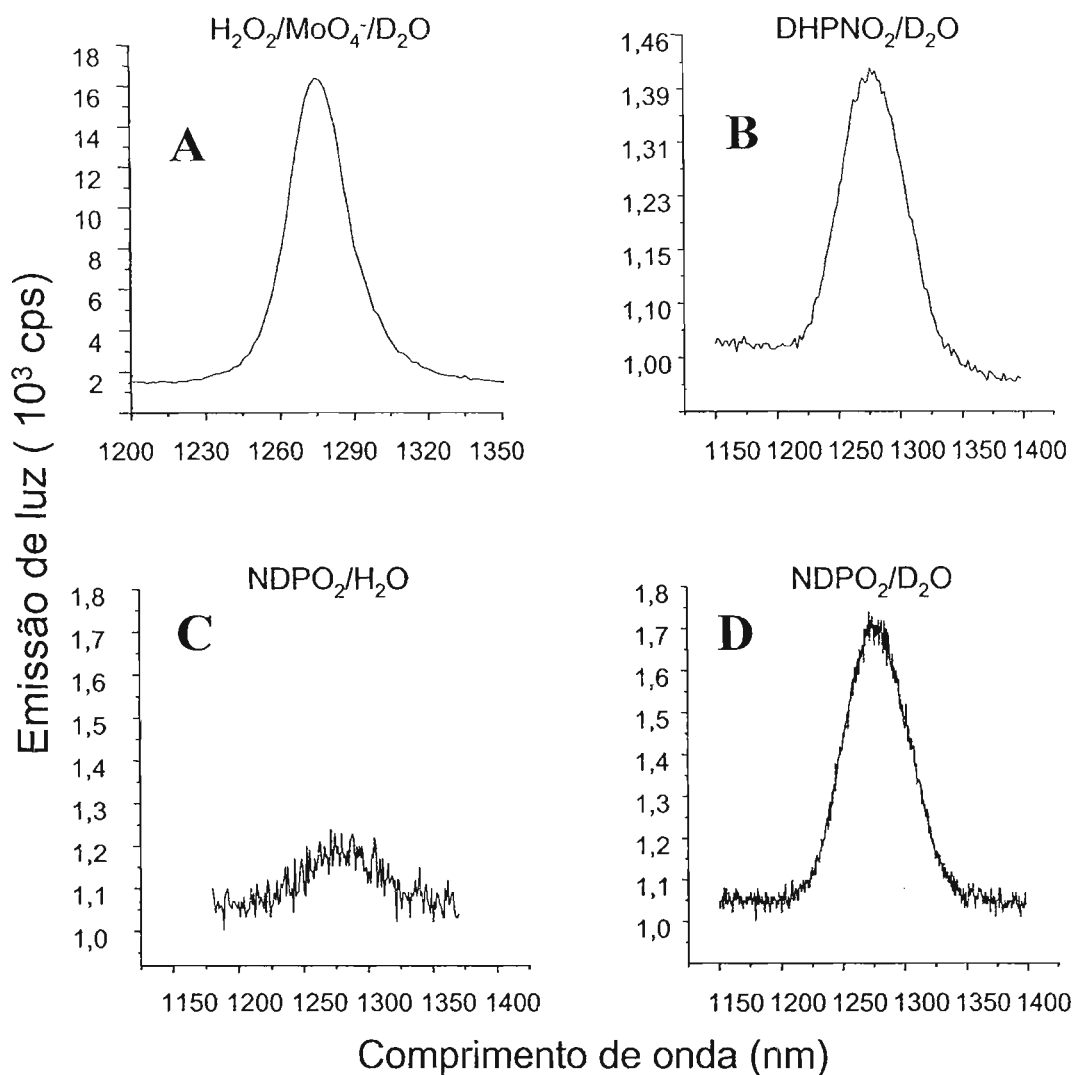 H₂O₂/MoO₄⁻/D₂O
DHPNO₂/D₂O
A
B
18
16
14
12
10
8
6
4
2
1,46
1,39
1,31
1,23
1,15
1,10
1,00
1200 1230 1260 1290 1320 1350
1150 1200 1250 1300 1350 1400
Emissão de luz ( 10³ cps)
NDPO₂/H₂O
NDPO₂/D₂O
C
D
1,8
1,7
1,6
1,5
1,4
1,3
1,2
1,1
1,0
1,8
1,7
1,6
1,5
1,4
1,3
1,2
1,1
1,0
1150 1200 1250 1300 1350 1400
1150 1200 1250 1300 1350 1400
Comprimento de onda (nm)